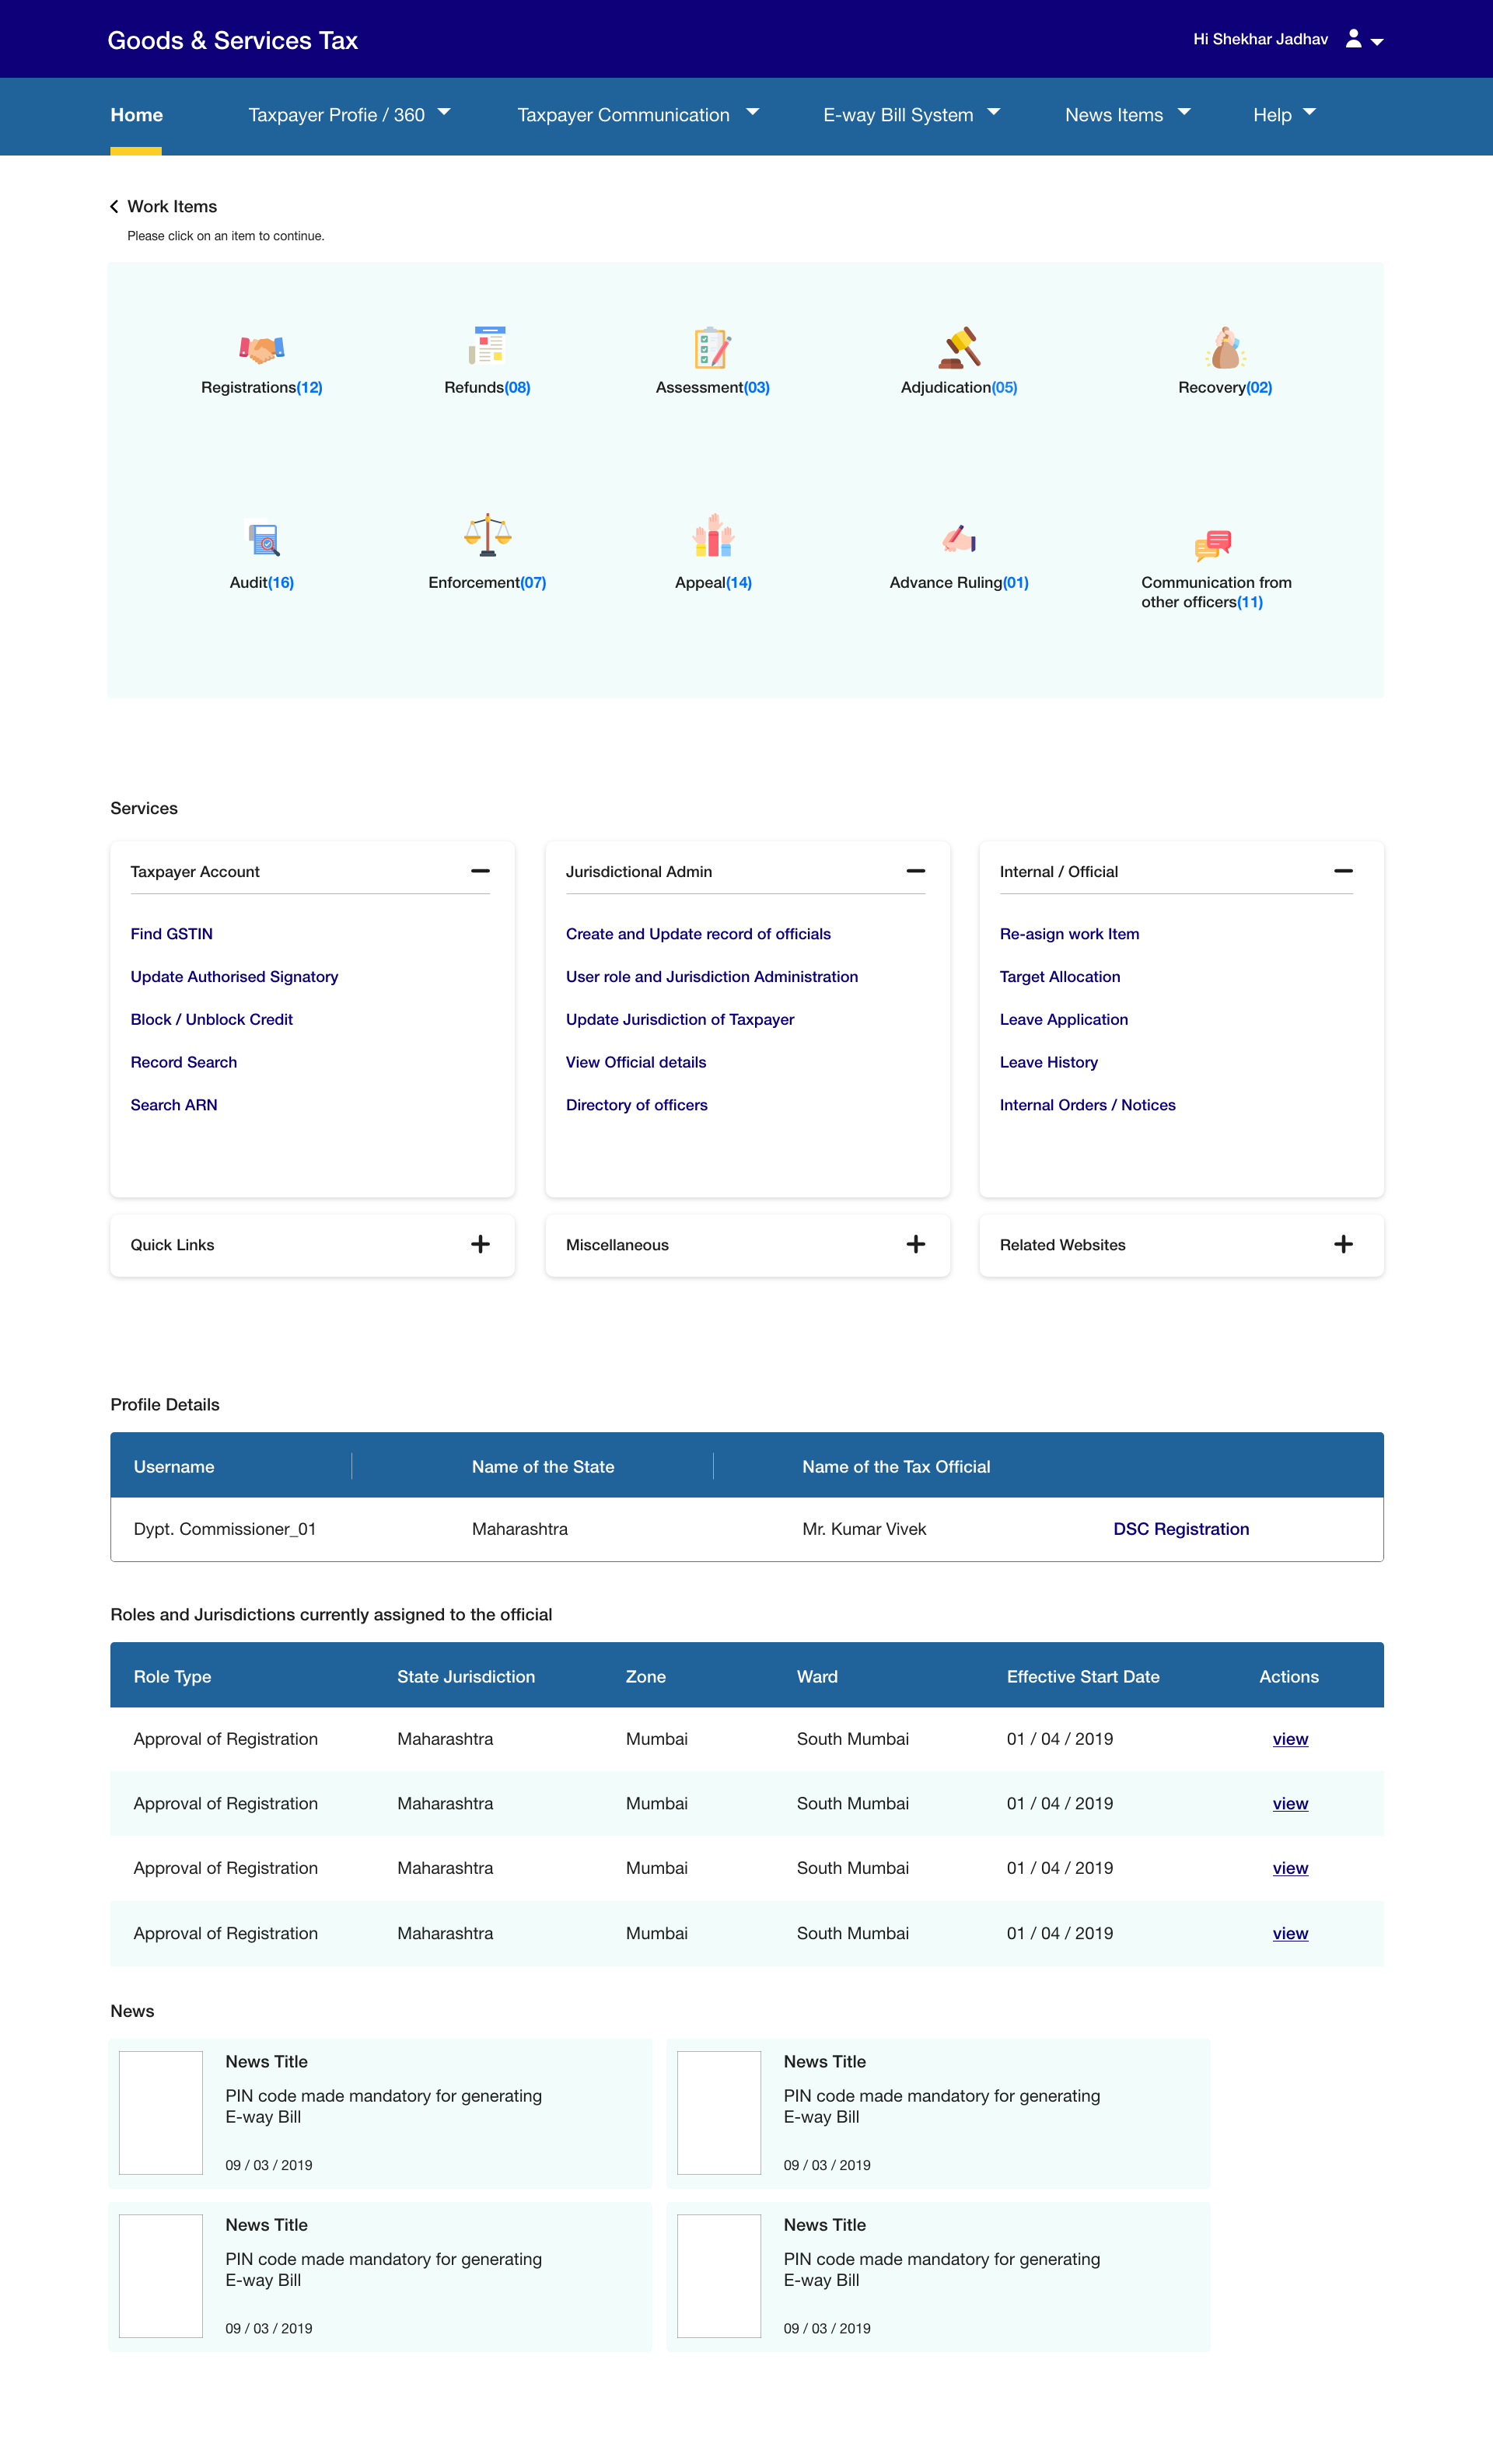 Goods & Services Tax
Hi Shekhar Jadhav
Home
Taxpayer Profie / 360
Taxpayer Communication
E-way Bill System
News Items
Help
Work Items
Please click on an item to continue.
Registrations(12)
Refunds(08)
Assessment(03)
Adjudication(05)
Recovery(02)
Audit(16)
Enforcement(07)
Appeal(14)
Advance Ruling(01)
Communication from
other officers(11)
Services
Taxpayer Account
Find GSTIN
Update Authorised Signatory
Block / Unblock Credit
Record Search
Search ARN
Jurisdictional Admin
Create and Update record of officials
User role and Jurisdiction Administration
Update Jurisdiction of Taxpayer
View Official details
Directory of officers
Internal / Official
Re-asign work Item
Target Allocation
Leave Application
Leave History
Internal Orders / Notices
Quick Links
Miscellaneous
Related Websites
Profile Details
Username Name of the State Name of the Tax Official
Dypt. Commissioner_01 Maharashtra Mr. Kumar Vivek DSC Registration
Roles and Jurisdictions currently assigned to the official
Role Type State Jurisdiction Zone Ward Effective Start Date Actions
Approval of Registration Maharashtra Mumbai South Mumbai 01 / 04 / 2019 view
Approval of Registration Maharashtra Mumbai South Mumbai 01 / 04 / 2019 view
Approval of Registration Maharashtra Mumbai South Mumbai 01 / 04 / 2019 view
Approval of Registration Maharashtra Mumbai South Mumbai 01 / 04 / 2019 view
News
News Title
PIN code made mandatory for generating
E-way Bill
09 / 03 / 2019
News Title
PIN code made mandatory for generating
E-way Bill
09 / 03 / 2019
News Title
PIN code made mandatory for generating
E-way Bill
09 / 03 / 2019
News Title
PIN code made mandatory for generating
E-way Bill
09 / 03 / 2019